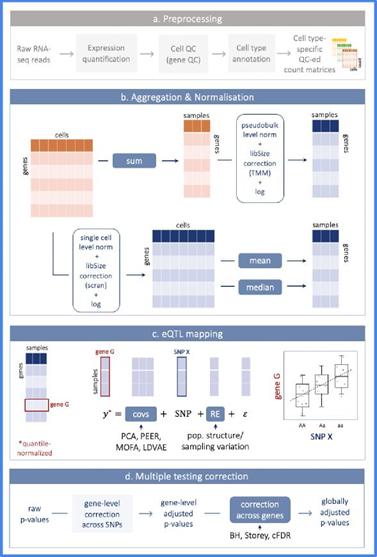 a. Preprocessing
Raw RNA-
seq reads
Expression
quantification
Cell QC
(gene QC)
Cell type
annotation
Cell type-
specific
QC-ed
count matrices
cells
b. Aggregation & Normalisation
cells
genes
sum
samples
genes
pseudobulk
level norm
+
libSize
correction
(TMM)
+
log
samples
genes
single cell
level norm
+
libSize
correction
(scran)
+
log
cells
genes
mean
median
samples
genes
c. eQTL mapping
samples
genes
gene G
*quantile-
normalized
gene G
samples
SNP X
y* = covs + SNP + RE + ε
PCA, PEER,
MOFA, LDVAE
pop. structure/
sampling variation
gene G
AA Aa aa
SNP X
d. Multiple testing correction
raw
p-values
gene-level
correction
across SNPs
gene-level
adjusted
p-values
correction
across genes
BH, Storey, cFDR
globally
adjusted
p-values